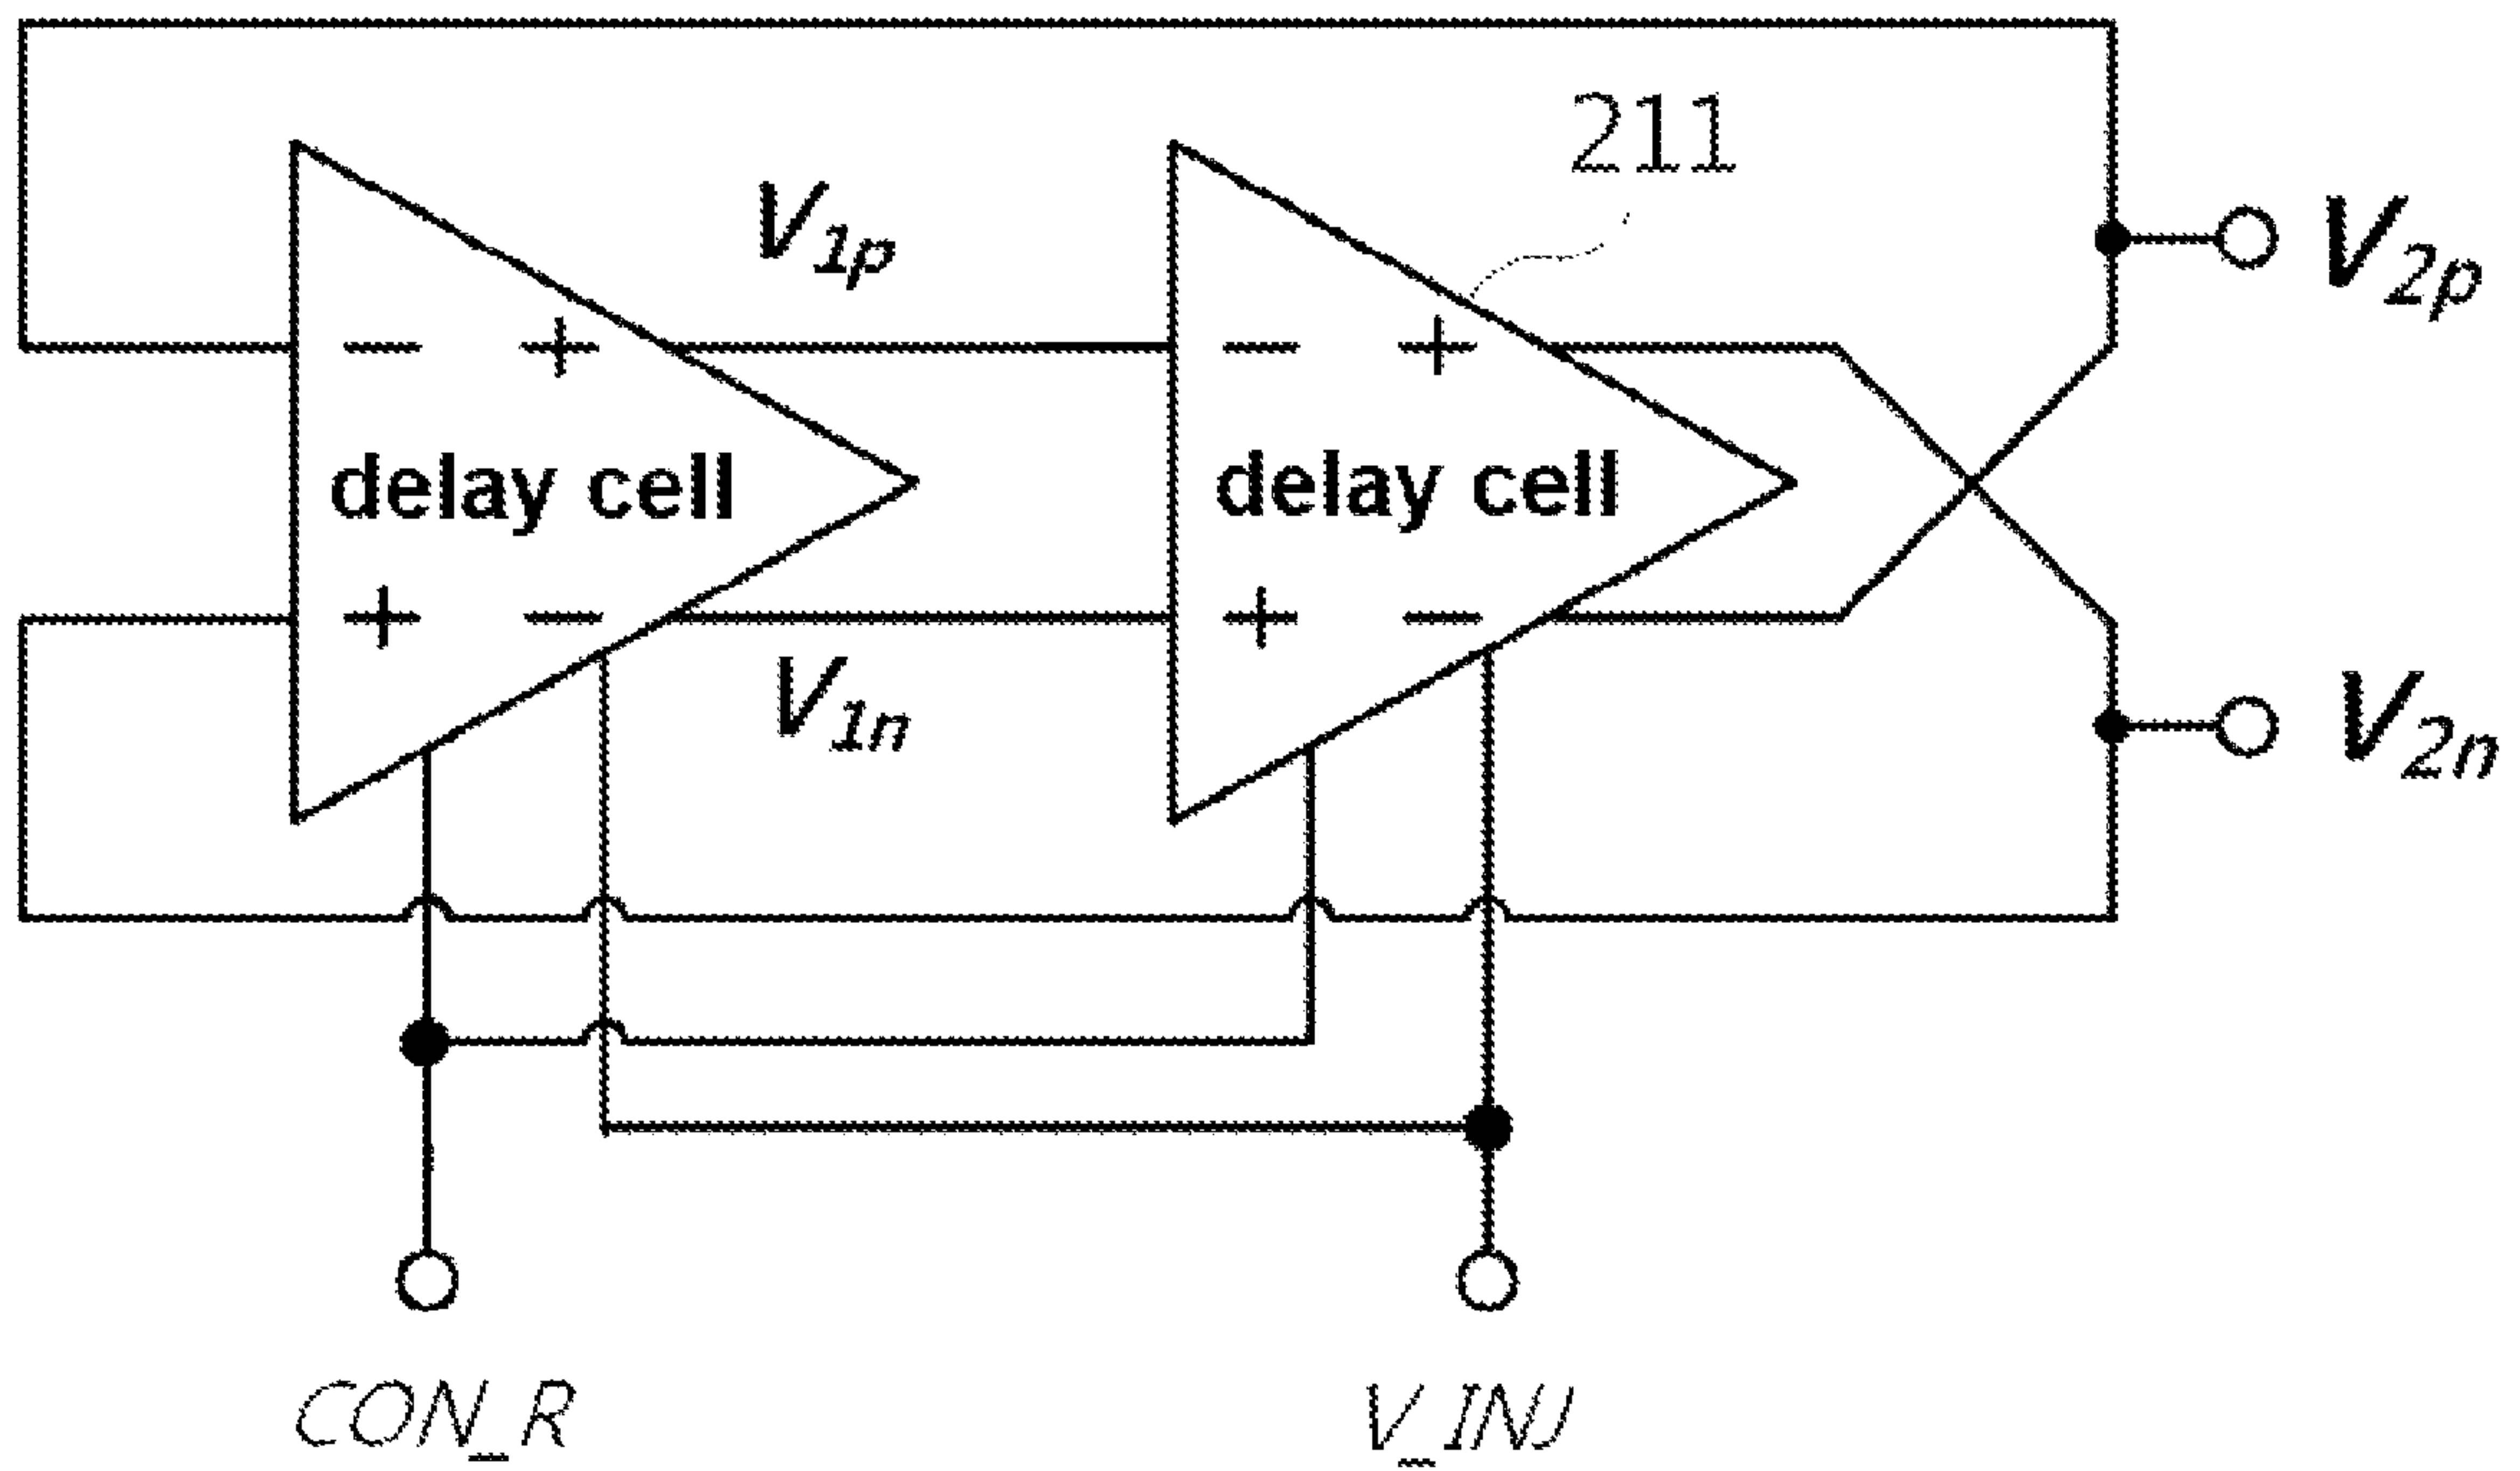 211
V1p
V2p
− +
− +
delay cell
delay cell
+ −
+ −
V1n
V2n
CON_R
V_INJ